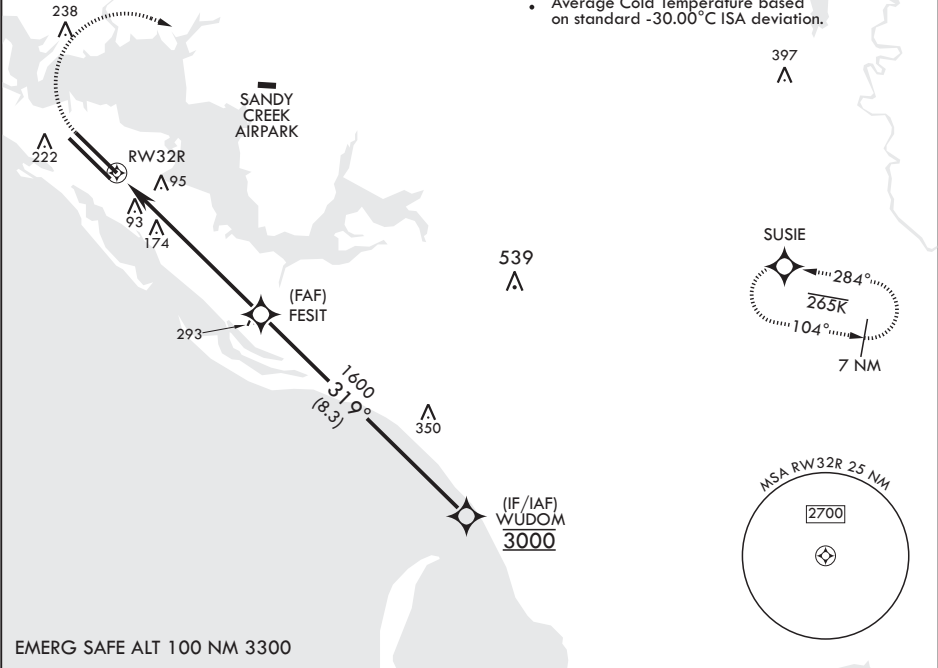 238
Average Cold Temperature based
on standard -30.00°C ISA deviation.
397
SANDY
CREEK
AIRPARK
222
RW32R
95
93
174
SUSIE
539
284°
265K
104°
7 NM
(FAF)
FESIT
293
1600
319°
(8.3)
350
MSA RW32R 25 NM
2700
(IF/IAF)
WUDOM
3000
EMERG SAFE ALT 100 NM 3300